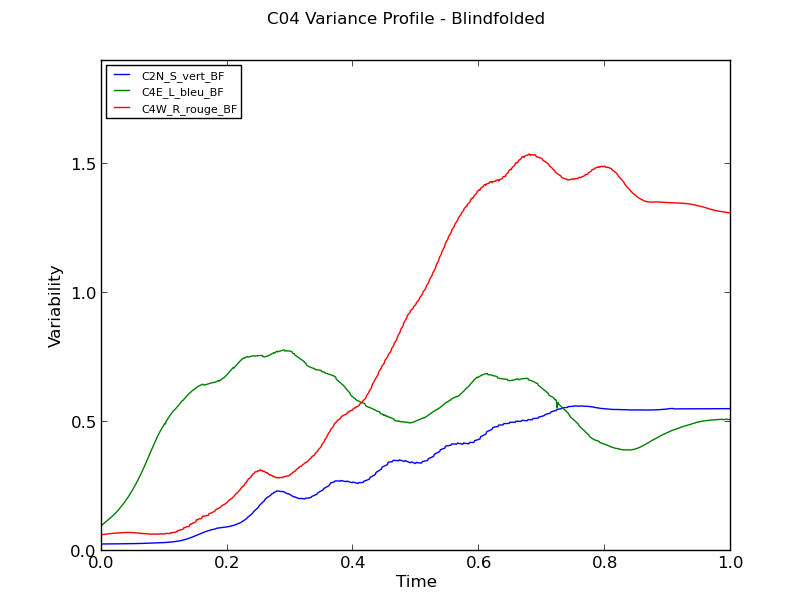 C04 Variance Profile - Blindfolded
C2N_S_vert_BF
C4E_L_bleu_BF
C4W_R_rouge_BF
Variability
1.5
1.0
0.5
0.0
0.0 0.2 0.4 0.6 0.8 1.0
Time